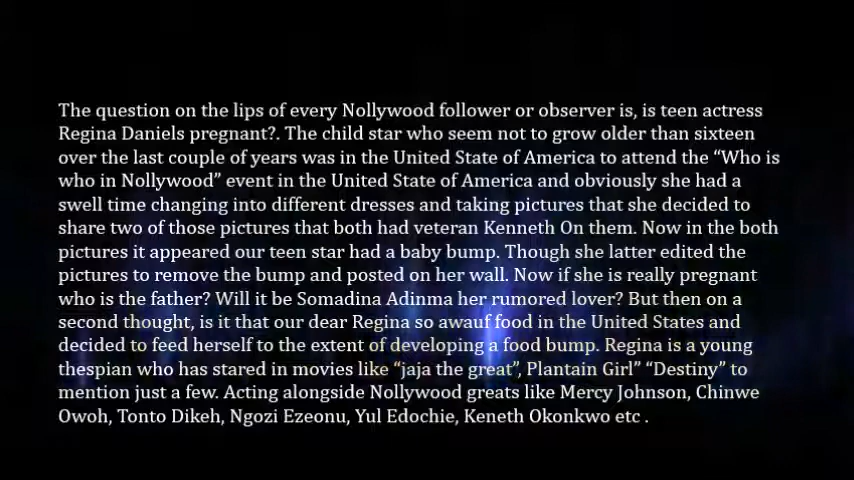 The question on the lips of every Nollywood follower or observer is, is teen actress
Regina Daniels pregnant?. The child star who seem not to grow older than sixteen
over the last couple of years was in the United State of America to attend the “Who is
who in Nollywood” event in the United State of America and obviously she had a
swell time changing into different dresses and taking pictures that she decided to
share two of those pictures that both had veteran Kenneth On them. Now in the both
pictures it appeared our teen star had a baby bump. Though she latter edited the
pictures to remove the bump and posted on her wall. Now if she is really pregnant
who is the father? Will it be Somadina Adinma her rumored lover? But then on a
second thought, is it that our dear Regina so awauf food in the United States and
decided to feed herself to the extent of developing a food bump. Regina is a young
thespian who has stared in movies like “jaja the great”, Plantain Girl” “Destiny” to
mention just a few. Acting alongside Nollywood greats like Mercy Johnson, Chinwe
Owoh, Tonto Dikeh, Ngozi Ezeonu, Yul Edochie, Keneth Okonkwo etc .